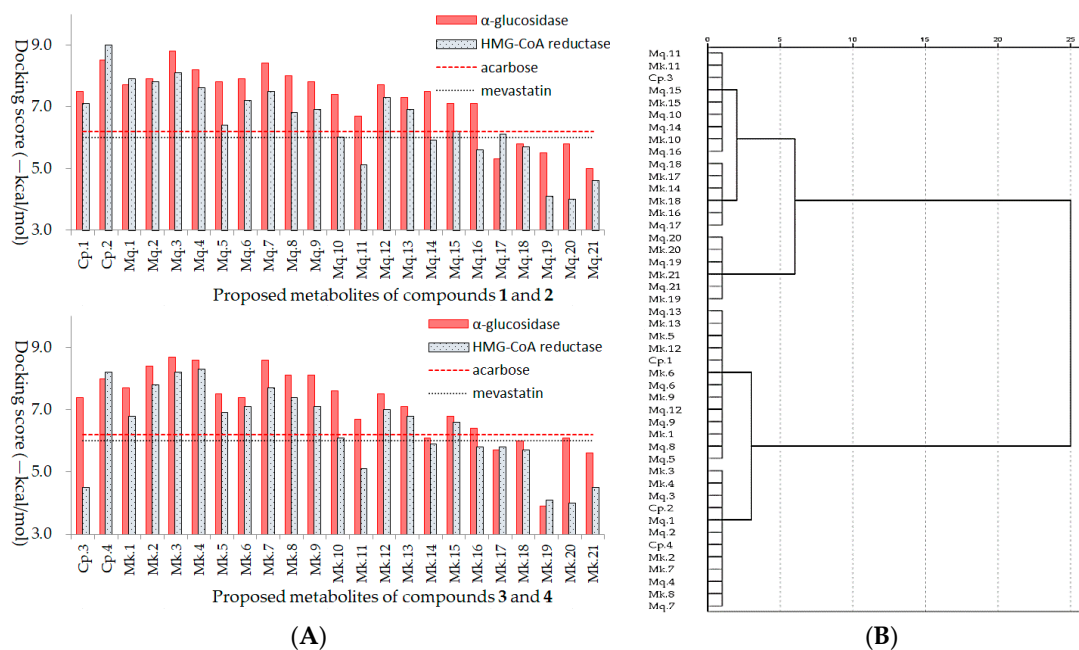 9.0
7.0
5.0
3.0
Docking score (−kcal/mol)
α-glucosidase
HMG-CoA reductase
acarbose
mevastatin
Cp.1 Cp.2 Mq.1 Mq.2 Mq.3 Mq.4 Mq.5 Mq.6 Mq.7 Mq.8 Mq.9 Mq.10 Mq.11 Mq.12 Mq.13 Mq.14 Mq.15 Mq.16 Mq.17 Mq.18 Mq.19 Mq.20 Mq.21
Proposed metabolites of compounds 1 and 2
9.0
7.0
5.0
3.0
Docking score (−kcal/mol)
α-glucosidase
HMG-CoA reductase
acarbose
mevastatin
Cp.3 Cp.4 Mk.1 Mk.2 Mk.3 Mk.4 Mk.5 Mk.6 Mk.7 Mk.8 Mk.9 Mk.10 Mk.11 Mk.12 Mk.13 Mk.14 Mk.15 Mk.16 Mk.17 Mk.18 Mk.19 Mk.20 Mk.21
Proposed metabolites of compounds 3 and 4
(A)
0 5 10 15 20 25
Mq.11
Mk.11
Cp.3
Mq.15
Mk.15
Mq.10
Mq.14
Mk.10
Mq.16
Mq.18
Mk.17
Mk.14
Mk.18
Mk.16
Mq.17
Mq.20
Mk.20
Mq.19
Mk.21
Mq.21
Mk.19
Mq.13
Mk.13
Mk.5
Mk.12
Cp.1
Mk.6
Mq.6
Mk.9
Mq.12
Mq.9
Mk.1
Mq.8
Mq.5
Mk.3
Mk.4
Mq.3
Cp.2
Mq.1
Mq.2
Cp.4
Mk.2
Mk.7
Mq.4
Mk.8
Mq.7
(B)